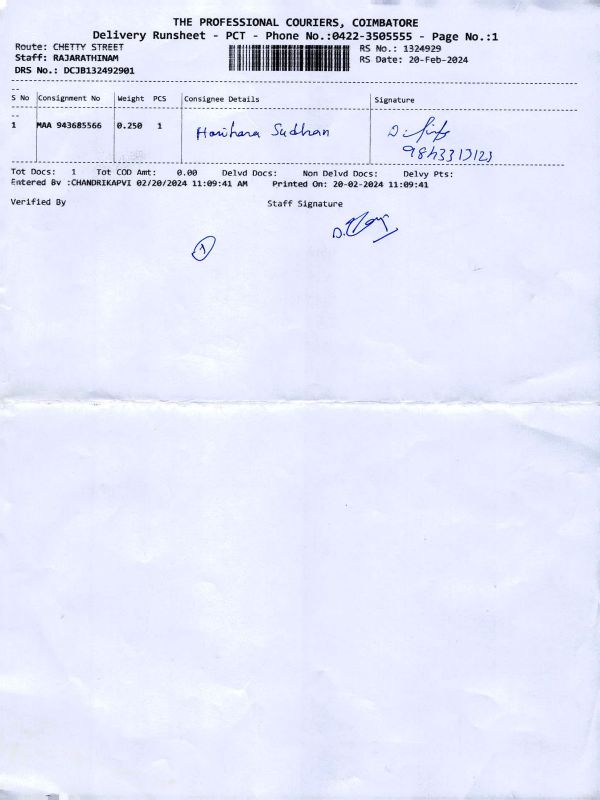 THE PROFESSIONAL COURIERS, COIMBATORE
Delivery Runsheet - PCT - Phone No.:0422-3505555 - Page No.:1
Route: CHETTY STREET
RS No.: 1324929
Staff: RAJARATHINAM
RS Date: 20-Feb-2024
DRS No.: DCJB132492901
S No Consignment No Weight PCS Consignee Details Signature
1 MAA 943685566 0.250 1 Harihara Sudhan
Tot Docs: 1 Tot COD Amt: 0.00 Delvd Docs: Non Delvd Docs: Delvy Pts:
Entered By :CHANDRIKAPVI 02/20/2024 11:09:41 AM Printed On: 20-02-2024 11:09:41
Verified By Staff Signature
1